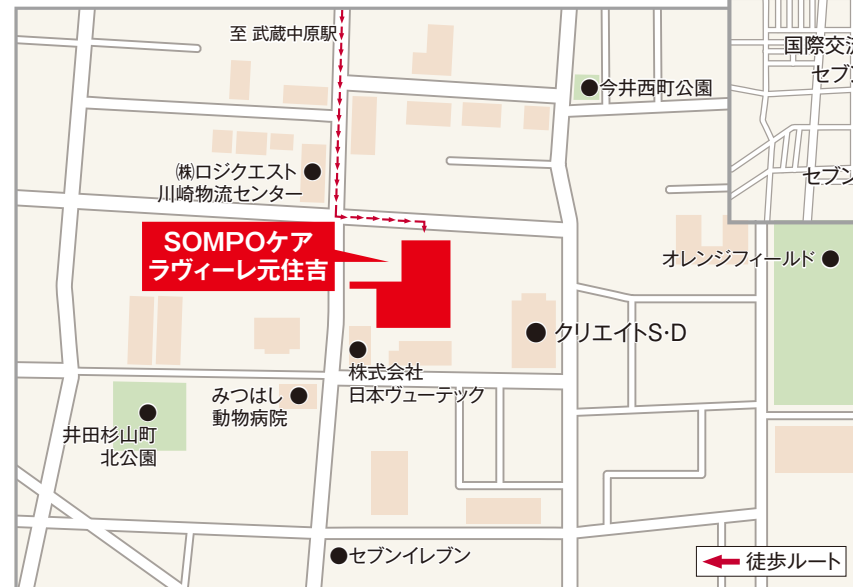 至 武蔵中原駅
国際交流
セブン
今井西町公園
㈱ロジクエスト
川崎物流センター
セブン
SOMPOケア
ラヴィーレ元住吉
オレンジフィールド
クリエイトS・D
株式会社
日本ヴューテック
みつはし
動物病院
井田杉山町
北公園
セブンイレブン
徒歩ルート